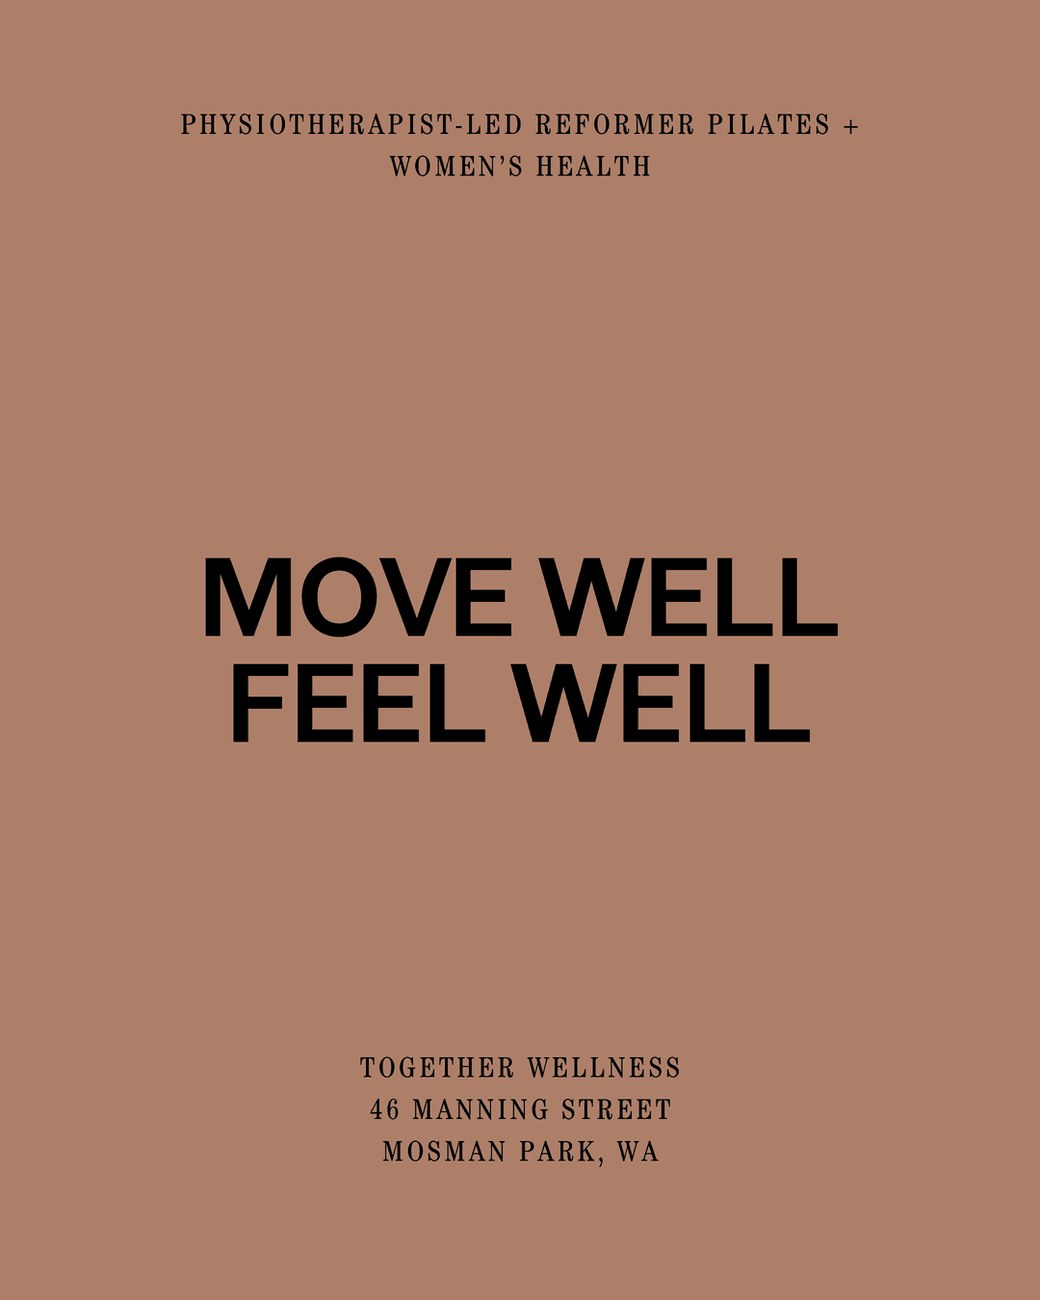 PHYSIOTHERAPIST-LED REFORMER PILATES +
WOMEN’S HEALTH
MOVE WELL
FEEL WELL
TOGETHER WELLNESS
46 MANNING STREET
MOSMAN PARK, WA